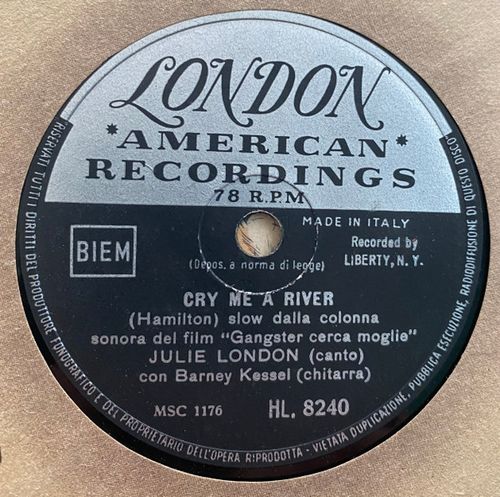 LONDON
*AMERICAN*
RECORDINGS
78 R.P.M
MADE IN ITALY
BIEM
Recorded by
LIBERTY, N. Y.
(Depos. a norma di legge)
CRY ME A RIVER
(Hamilton) slow dalla colonna
sonora del film "Gangster cerca moglie"
JULIE LONDON (canto)
con Barney Kessel (chitarra)
MSC 1176
HL. 8240
RISERVATI TUTTI I DIRITTI DEL PRODUTTORE FONOGRAFICO E DEL PROPRIETARIO DELL'OPERA RIPRODOTTA - VIETATA DUPLICAZIONE, PUBBLICA ESECUZIONE, RADIODIFFUSIONE DI QUESTO DISCO